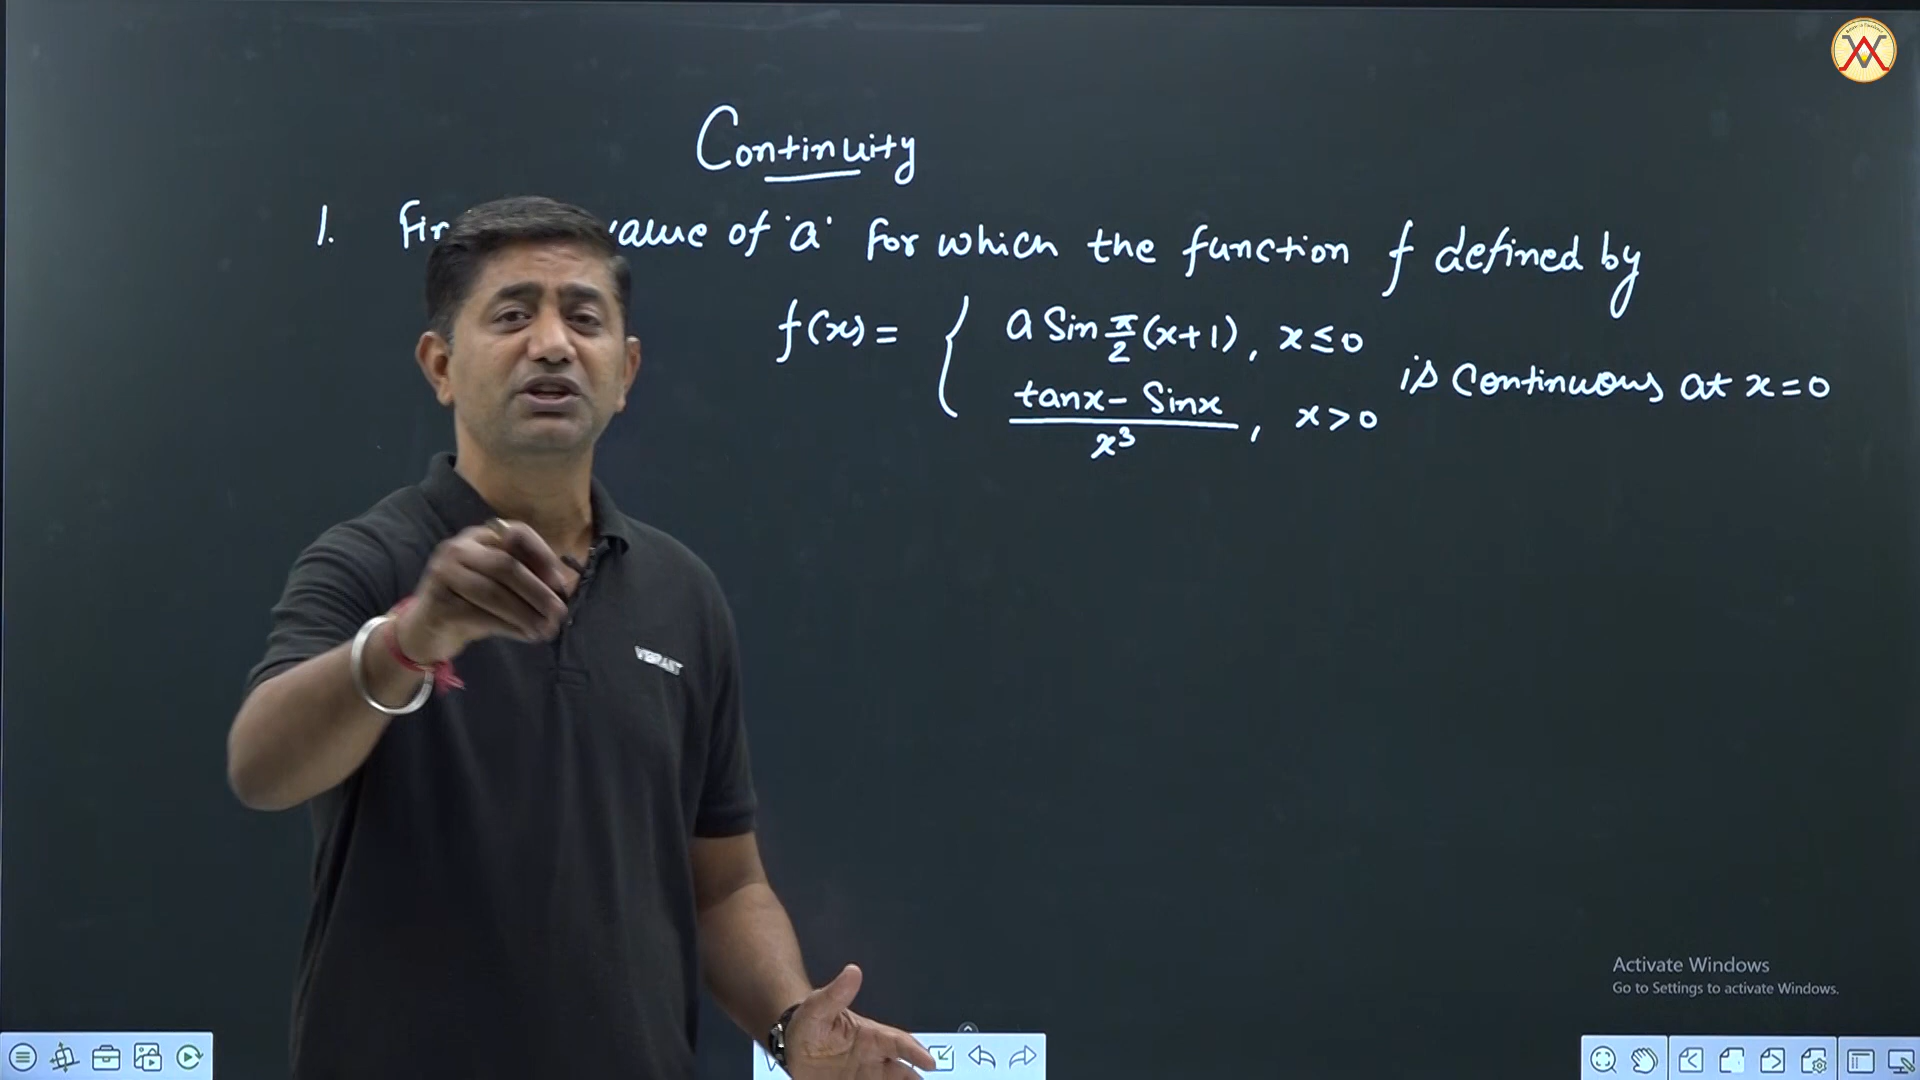 Continuity
1. value of 'a' for which the function f defined by
f(x) = { a Sin π/2 (x+1), x ≤ 0
tanx - Sinx / x³, x > 0
is continuous at x = 0
VIBRANT
Activate Windows
Go to Settings to activate Windows.